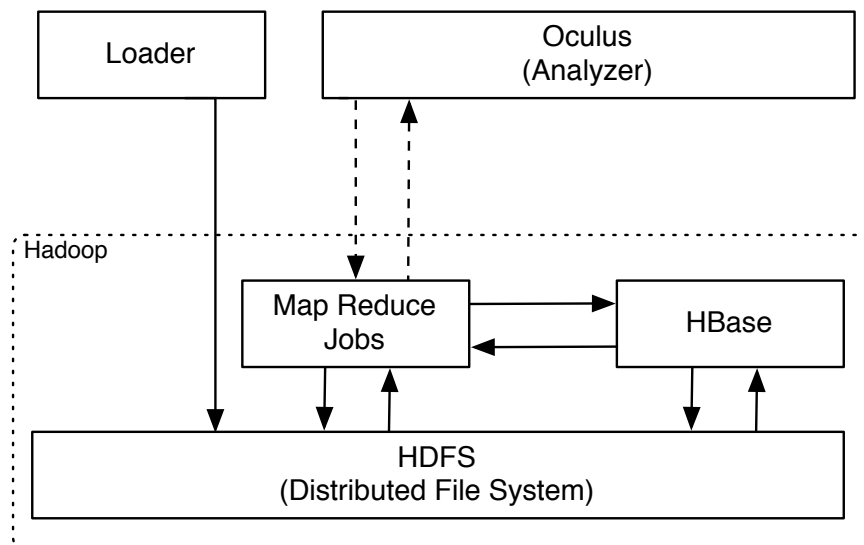 Loader
Oculus
(Analyzer)
Hadoop
Map Reduce
Jobs
HBase
HDFS
(Distributed File System)